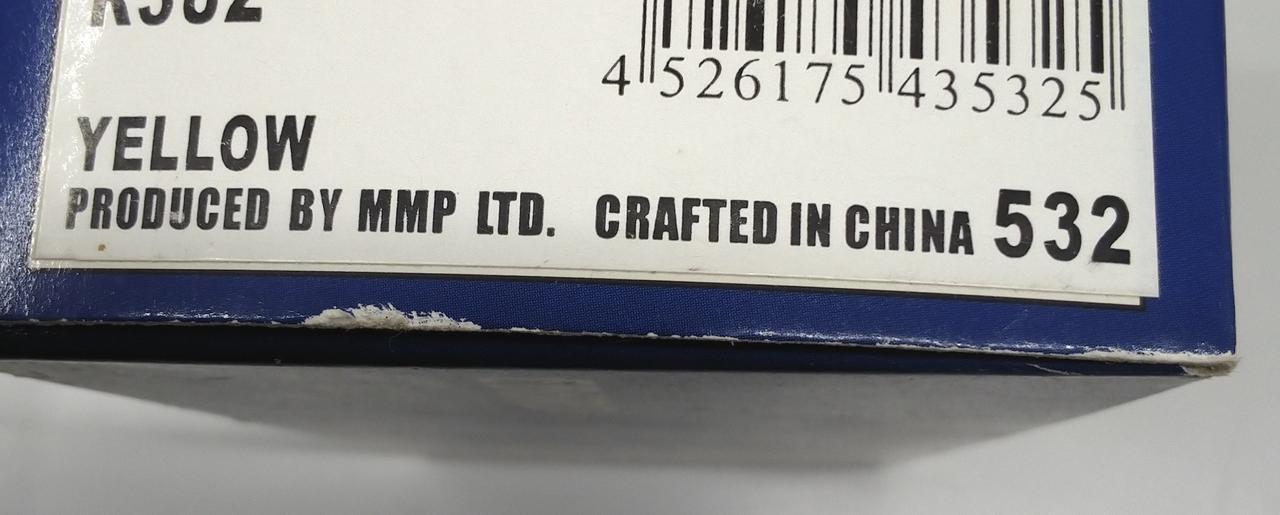 4 526175 435325
YELLOW
PRODUCED BY MMP LTD. CRAFTED IN CHINA 532